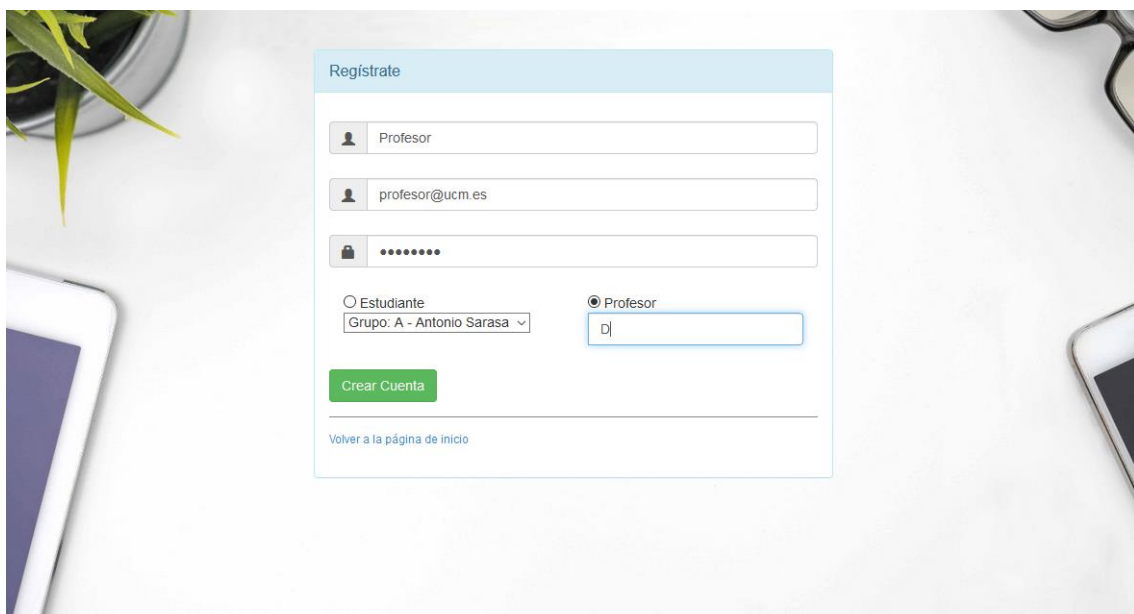 Regístrate
Profesor
profesor@ucm.es
••••••••
Estudiante
Grupo: A - Antonio Sarasa
Profesor
D
Crear Cuenta
Volver a la página de inicio